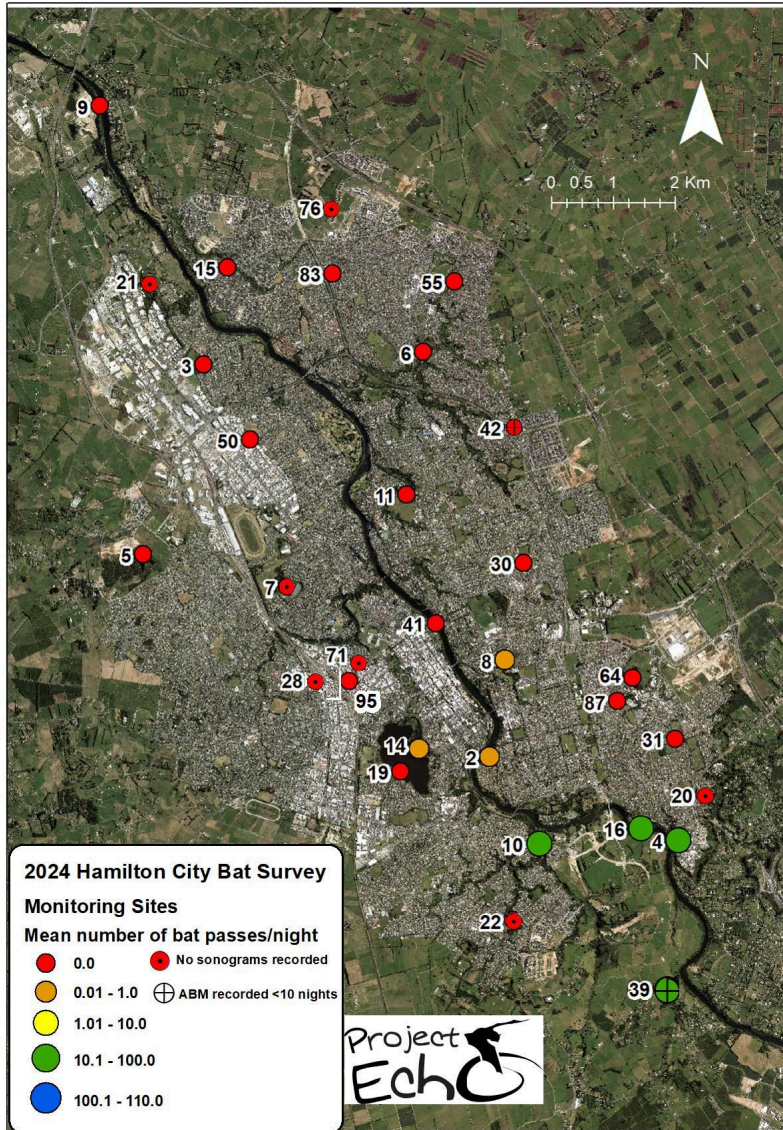 N
0 0.5 1 2 Km
9
76
21
15
83
55
3
6
42
50
11
5
30
7
41
71
8
28
95
64
87
31
14
2
19
20
16
4
10
22
39
2024 Hamilton City Bat Survey
Monitoring Sites
Mean number of bat passes/night
0.0
No sonograms recorded
0.01 - 1.0
ABM recorded <10 nights
1.01 - 10.0
10.1 - 100.0
100.1 - 110.0
Project
Echo